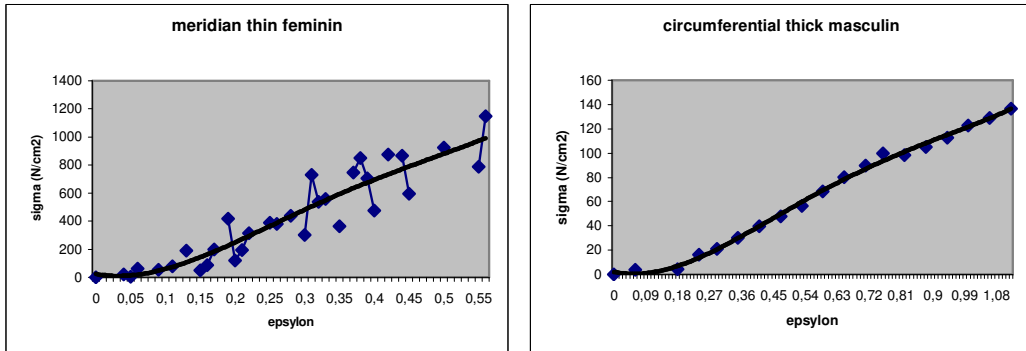 meridian thin feminin
1400
1200
1000
800
600
400
200
0
sigma (N/cm2)
0 0,05 0,1 0,15 0,2 0,25 0,3 0,35 0,4 0,45 0,5 0,55
epsylon
circumferential thick masculin
160
140
120
100
80
60
40
20
0
sigma (N/cm2)
0 0,09 0,18 0,27 0,36 0,45 0,54 0,63 0,72 0,81 0,9 0,99 1,08
epsylon